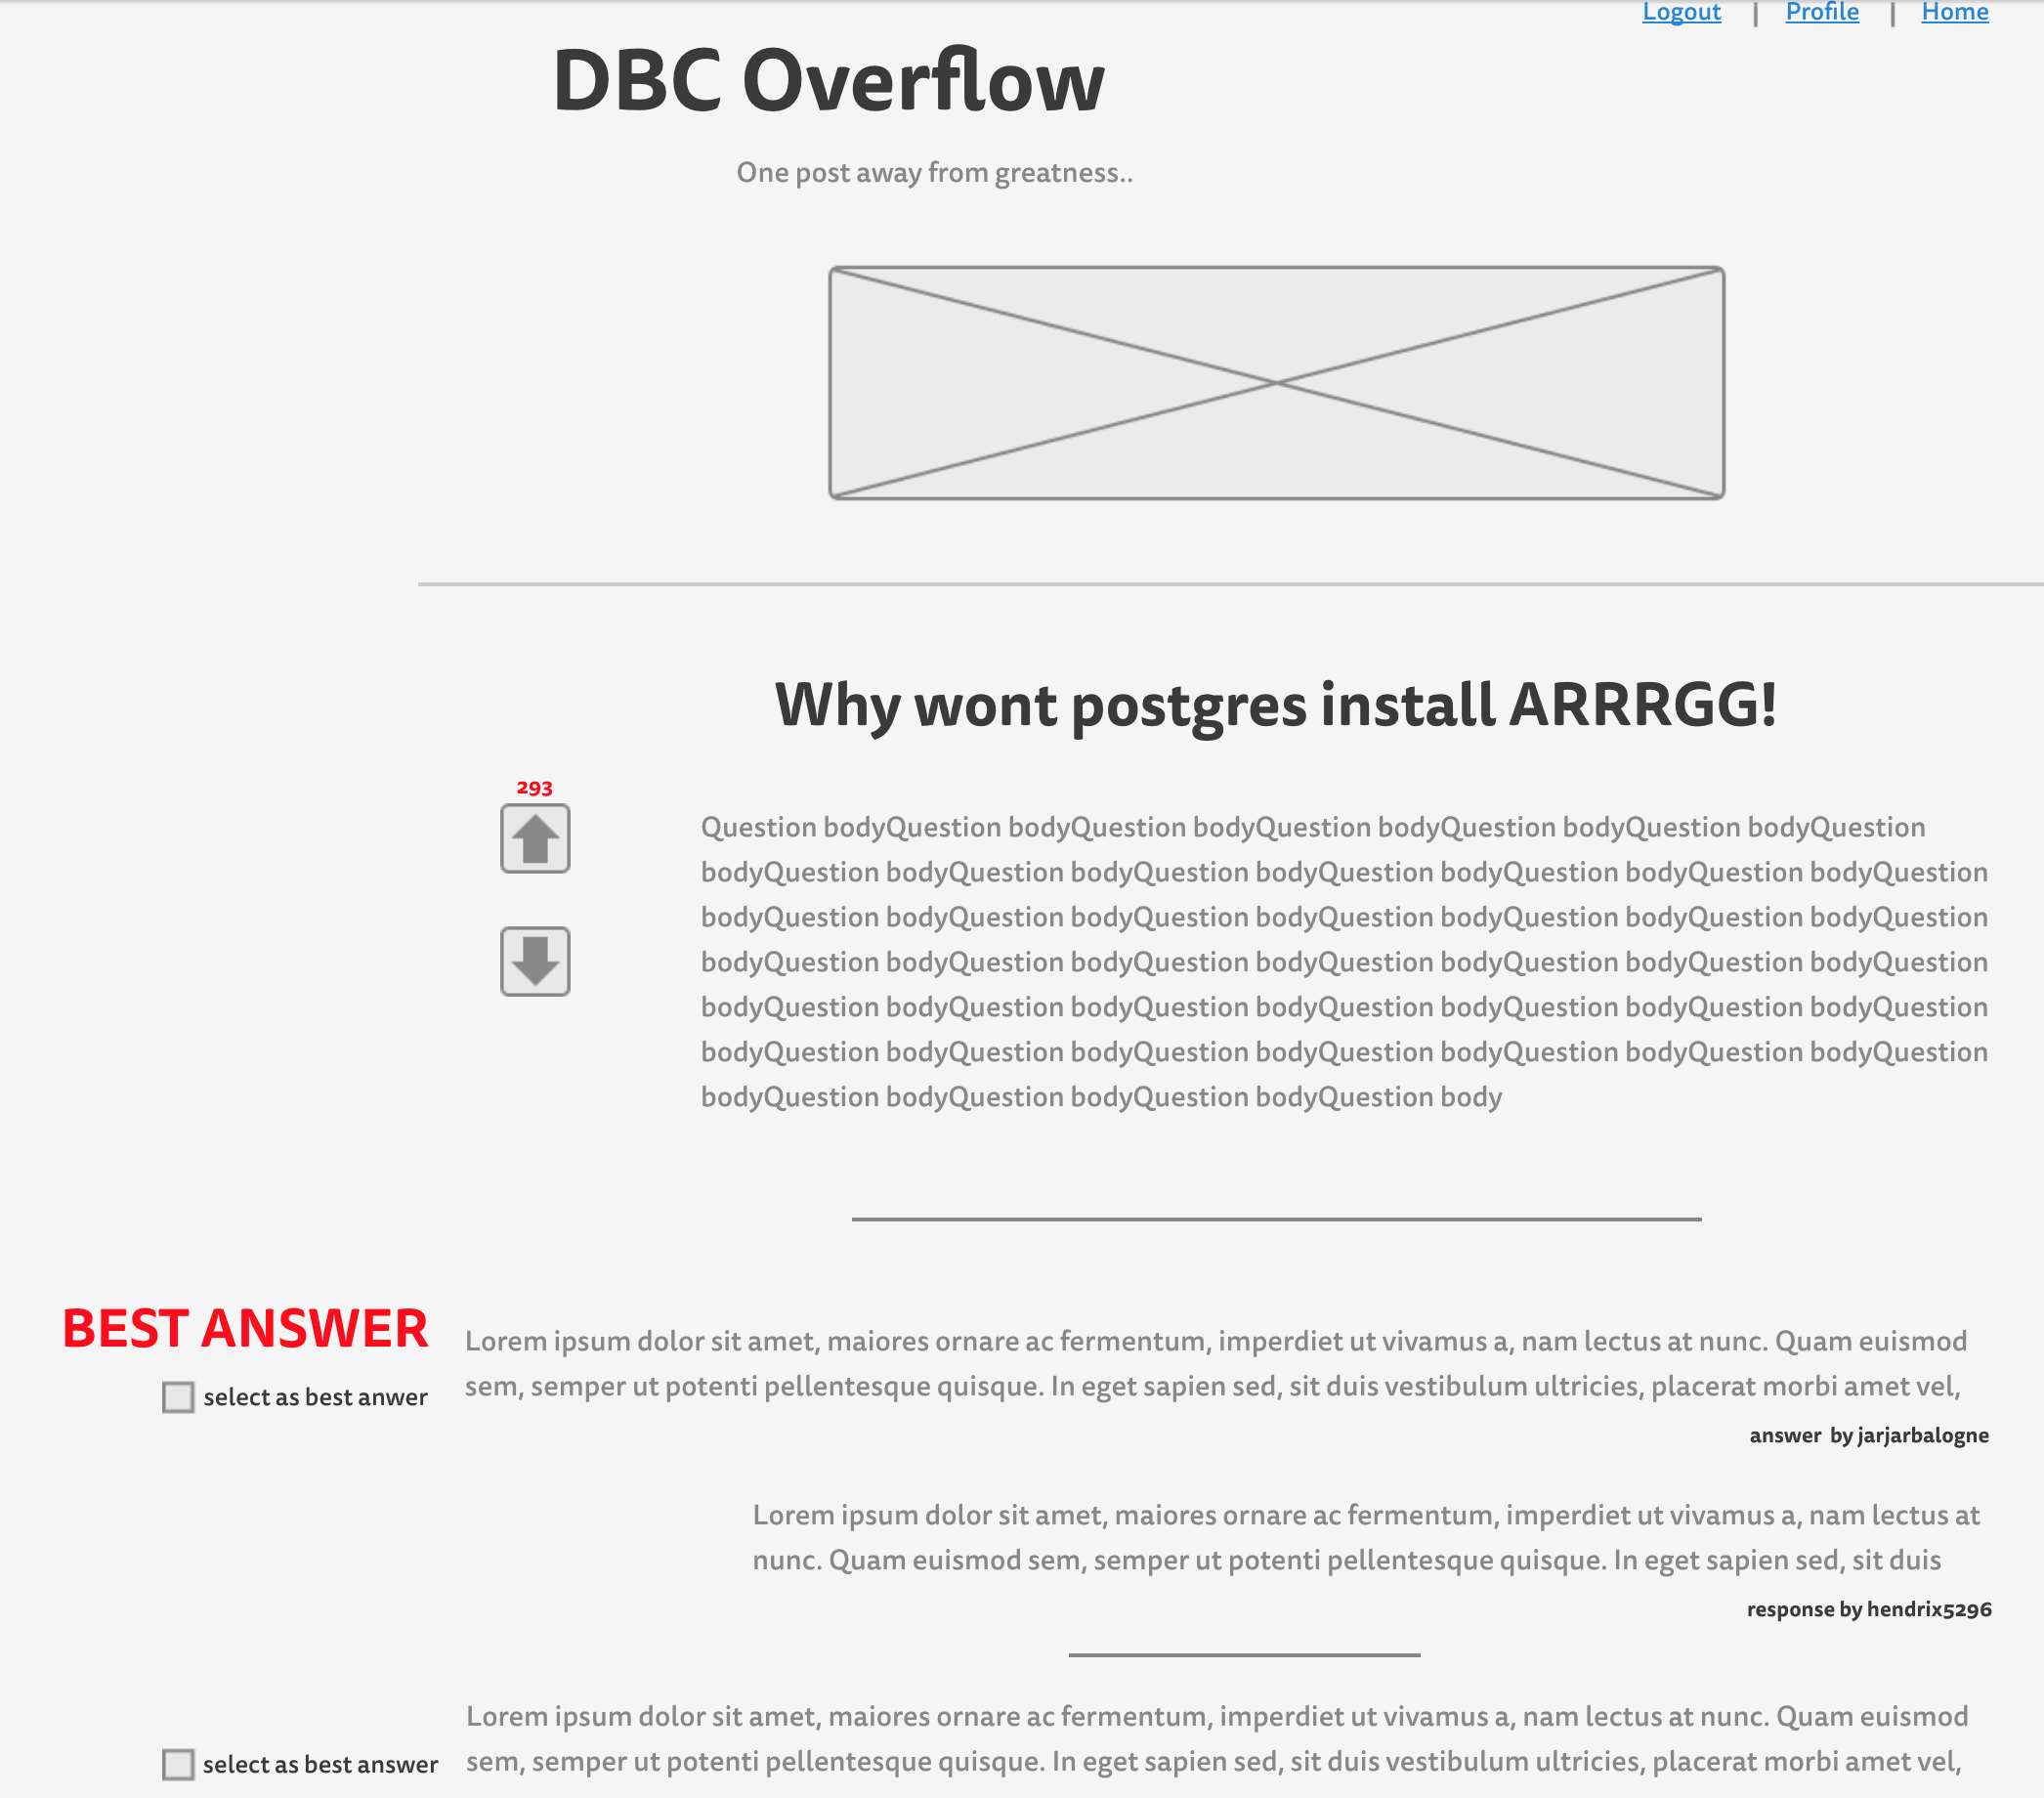 Logout | Profile | Home
DBC Overflow
One post away from greatness..
Why wont postgres install ARRRGG!
293
Question bodyQuestion bodyQuestion bodyQuestion bodyQuestion bodyQuestion bodyQuestion
bodyQuestion bodyQuestion bodyQuestion bodyQuestion bodyQuestion bodyQuestion bodyQuestion
bodyQuestion bodyQuestion bodyQuestion bodyQuestion bodyQuestion bodyQuestion bodyQuestion
bodyQuestion bodyQuestion bodyQuestion bodyQuestion bodyQuestion bodyQuestion bodyQuestion
bodyQuestion bodyQuestion bodyQuestion bodyQuestion bodyQuestion bodyQuestion bodyQuestion
bodyQuestion bodyQuestion bodyQuestion bodyQuestion bodyQuestion bodyQuestion bodyQuestion
bodyQuestion bodyQuestion bodyQuestion bodyQuestion body
BEST ANSWER
select as best anwer
Lorem ipsum dolor sit amet, maiores ornare ac fermentum, imperdiet ut vivamus a, nam lectus at nunc. Quam euismod
sem, semper ut potenti pellentesque quisque. In eget sapien sed, sit duis vestibulum ultricies, placerat morbi amet vel,
answer by jarjarbalogne
Lorem ipsum dolor sit amet, maiores ornare ac fermentum, imperdiet ut vivamus a, nam lectus at
nunc. Quam euismod sem, semper ut potenti pellentesque quisque. In eget sapien sed, sit duis
response by hendrix5296
select as best answer
Lorem ipsum dolor sit amet, maiores ornare ac fermentum, imperdiet ut vivamus a, nam lectus at nunc. Quam euismod
sem, semper ut potenti pellentesque quisque. In eget sapien sed, sit duis vestibulum ultricies, placerat morbi amet vel,